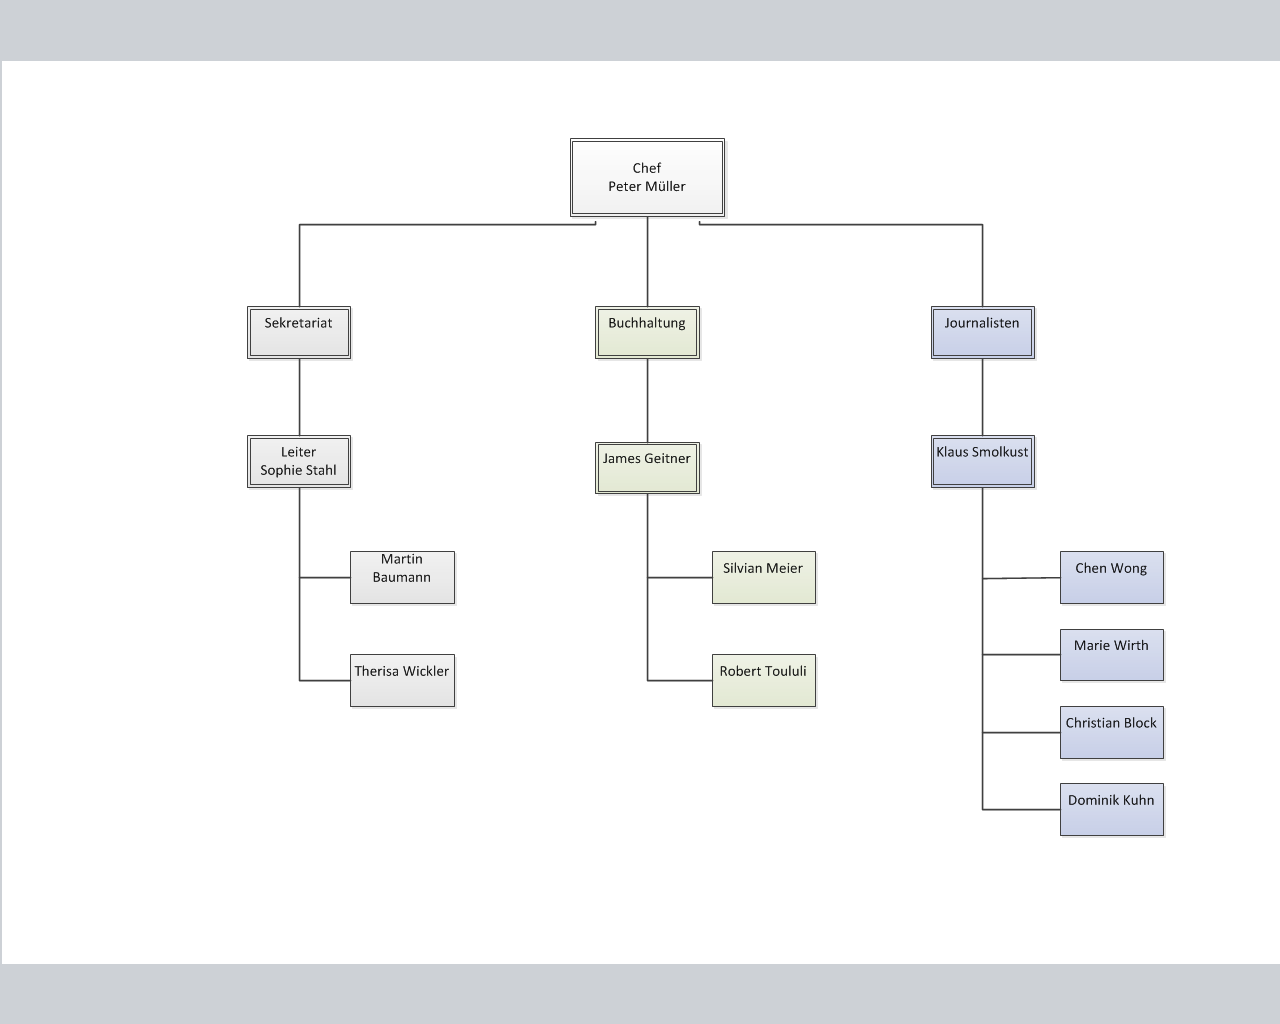 Chef
Peter Müller
Sekretariat
Buchhaltung
Journalisten
Leiter
Sophie Stahl
James Geitner
Klaus Smolkust
Martin
Baumann
Silvian Meier
Chen Wong
Marie Wirth
Therisa Wickler
Robert Toululi
Christian Block
Dominik Kuhn